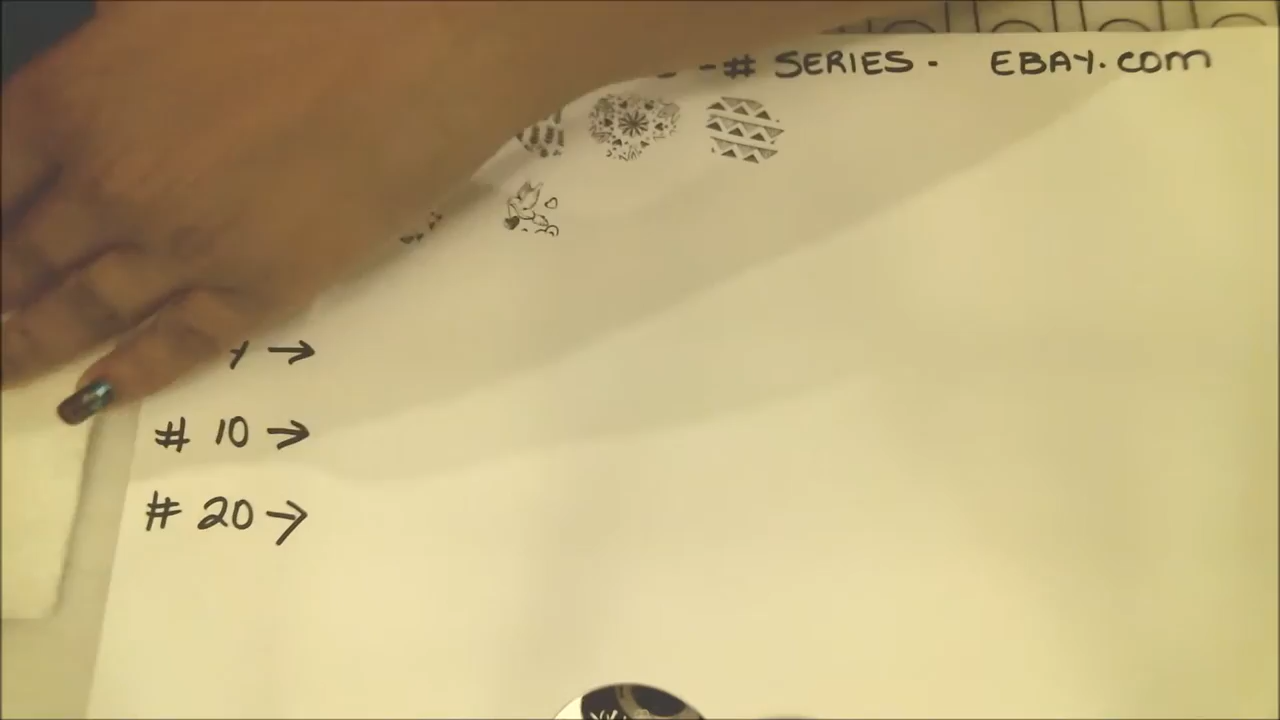 -# SERIES - EBAY.COM
→
# 10 →
# 20 →